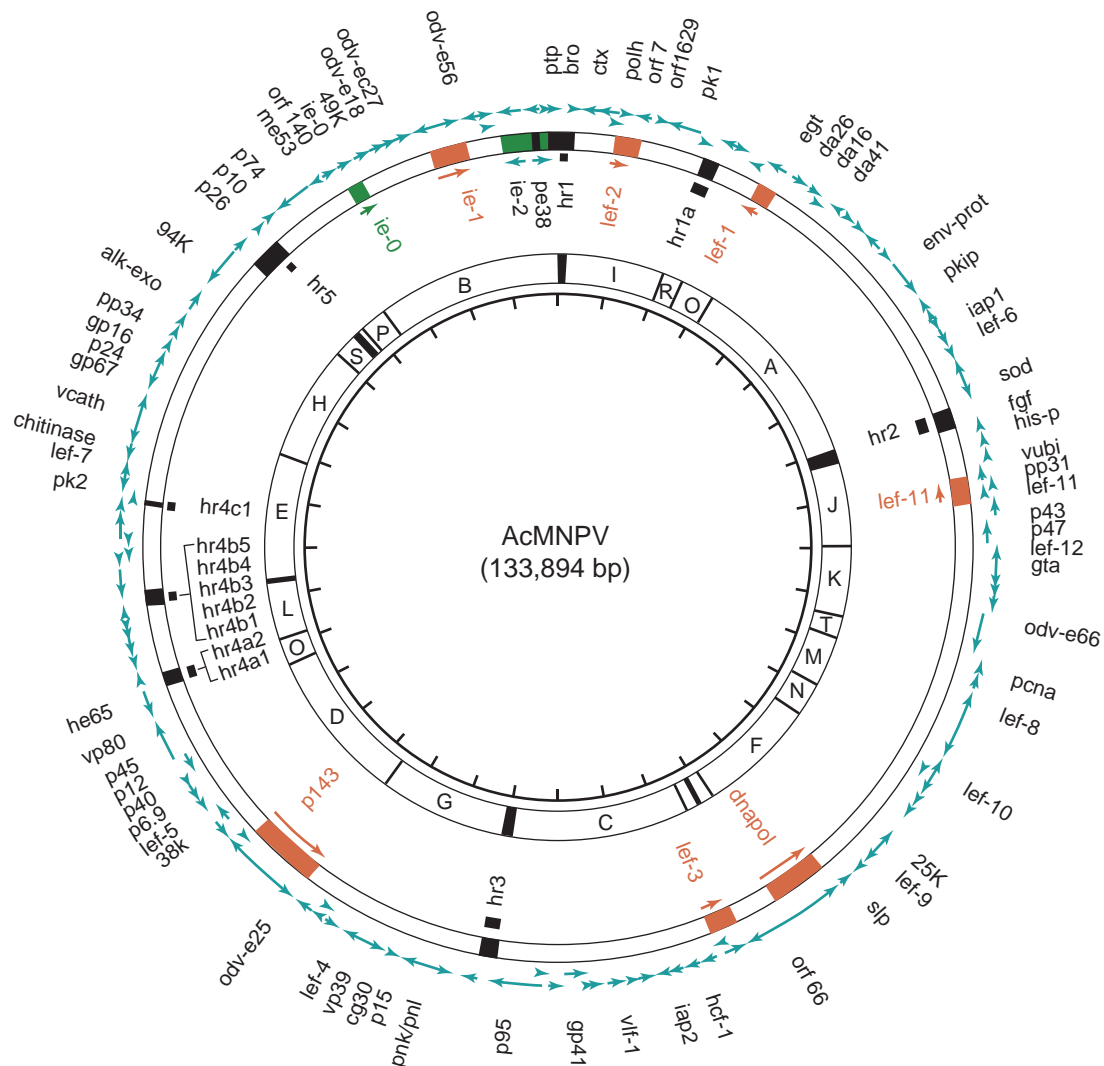 ptp
bro
ctx
polh
orf 7
orf1629
pk1
egt
da26
da16
da41
env-prot
pkip
iap1
lef-6
sod
fgf
his-p
vubi
pp31
lef-11
p43
p47
lef-12
gta
odv-e66
pcna
lef-8
lef-10
25K
lef-9
slp
orf 66
hcf-1
iap2
vlf-1
gp41
p95
pnk/pnl
p15
cg30
vp39
lef-4
odv-e25
38k
lef-5
p6.9
p40
p12
p45
vp80
he65
pk2
lef-7
chitinase
vcath
gp67
p24
gp16
pp34
alk-exo
94K
p26
p10
p74
me53
orf 140
ie-0
49K
odv-e18
odv-ec27
odv-e56
ie-0
ie-1
ie-2
pe38
hr1
lef-2
hr1a
lef-1
hr2
lef-11
dnapol
lef-3
hr3
p143
hr4a1
hr4a2
hr4b1
hr4b2
hr4b3
hr4b4
hr4b5
hr4c1
hr5
I
R
O
A
J
K
T
M
N
F
C
G
D
O
L
E
H
S
P
B
AcMNPV
(133,894 bp)